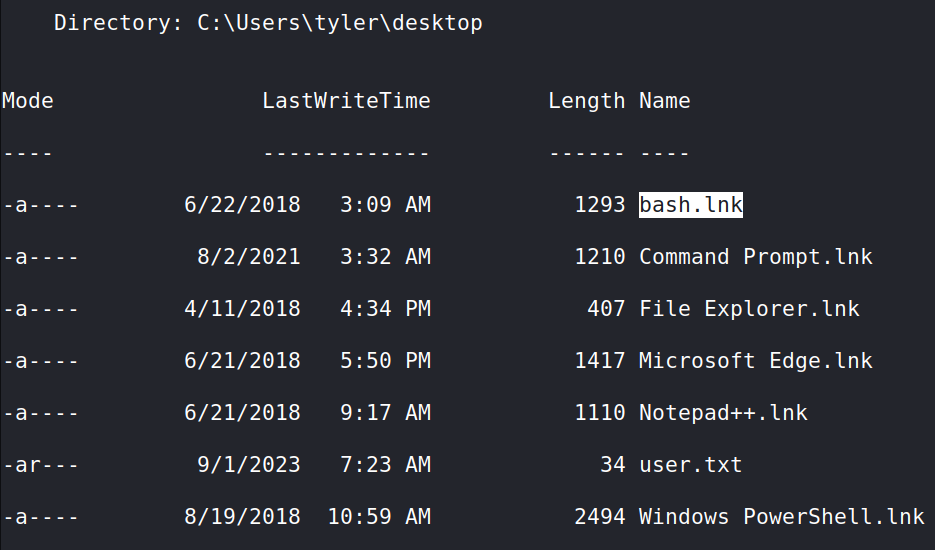 Directory: C:\Users\tyler\desktop
Mode                LastWriteTime         Length Name
----                -------------         ------ ----
-a----        6/22/2018   3:09 AM           1293 bash.lnk
-a----         8/2/2021   3:32 AM           1210 Command Prompt.lnk
-a----        4/11/2018   4:34 PM            407 File Explorer.lnk
-a----        6/21/2018   5:50 PM           1417 Microsoft Edge.lnk
-a----        6/21/2018   9:17 AM           1110 Notepad++.lnk
-ar---         9/1/2023   7:23 AM             34 user.txt
-a----        8/19/2018  10:59 AM           2494 Windows PowerShell.lnk